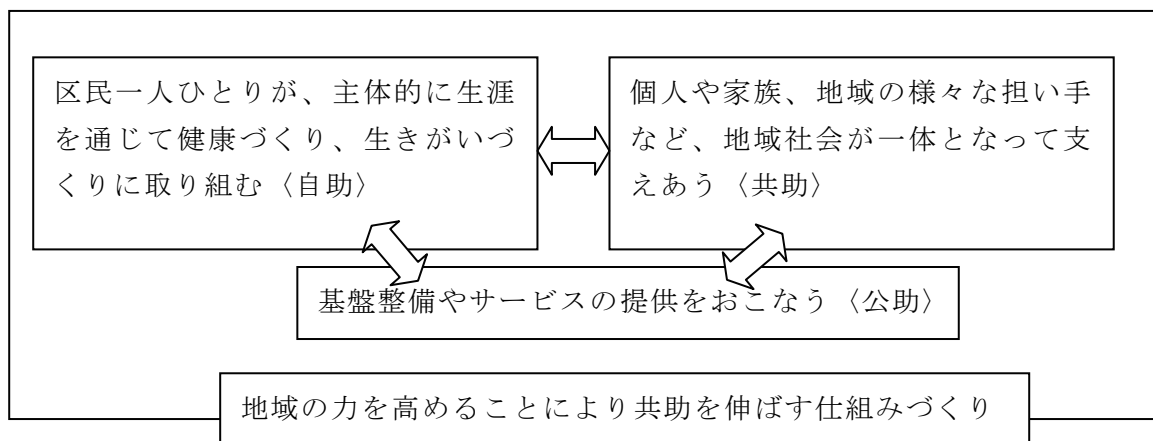 区民一人ひとりが、主体的に生涯
を通じて健康づくり、生きがいづ
くりに取り組む〈自助〉
個人や家族、地域の様々な担い手
など、地域社会が一体となって支
えあう〈共助〉
基盤整備やサービスの提供をおこなう〈公助〉
地域の力を高めることにより共助を伸ばす仕組みづくり